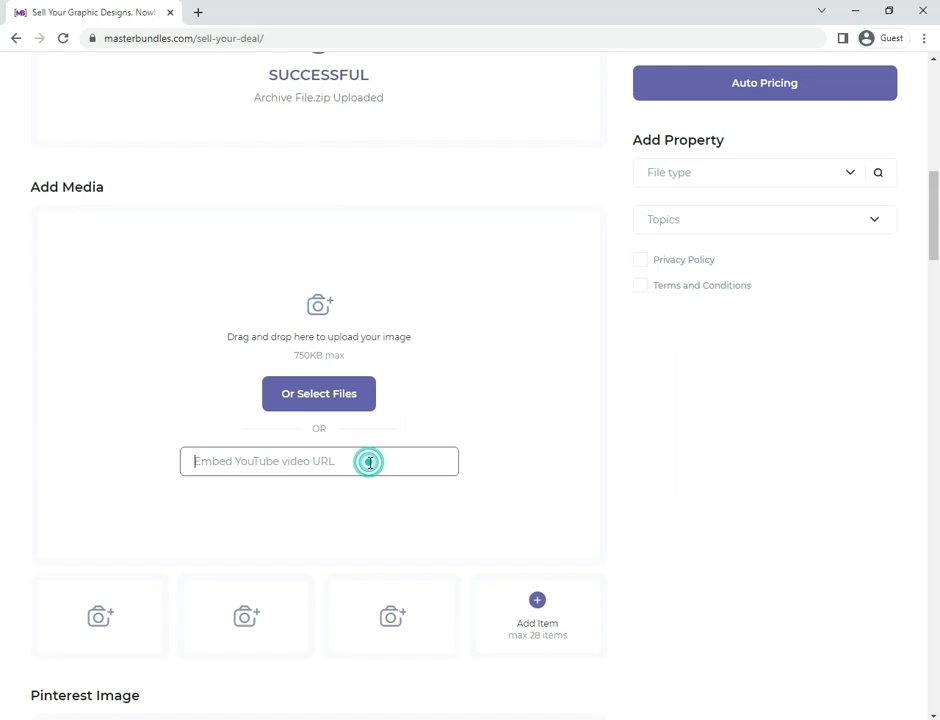 Sell Your Graphic Designs. Now!
masterbundles.com/sell-your-deal/
Guest
SUCCESSFUL
Archive File.zip Uploaded
Auto Pricing
Add Property
File type
Topics
Privacy Policy
Terms and Conditions
Add Media
Drag and drop here to upload your image
750KB max
Or Select Files
OR
Embed YouTube video URL
Add Item
max 28 items
Pinterest Image